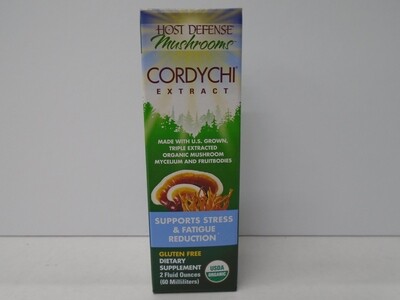 HOST DEFENSE®
Mushrooms
CORDYCHI®
EXTRACT
MADE WITH U.S. GROWN,
TRIPLE EXTRACTED
ORGANIC MUSHROOM
MYCELIUM AND FRUITBODIES
SUPPORTS STRESS
& FATIGUE
REDUCTION
GLUTEN FREE
DIETARY
SUPPLEMENT
2 Fluid Ounces
(60 Milliliters)
USDA
ORGANIC